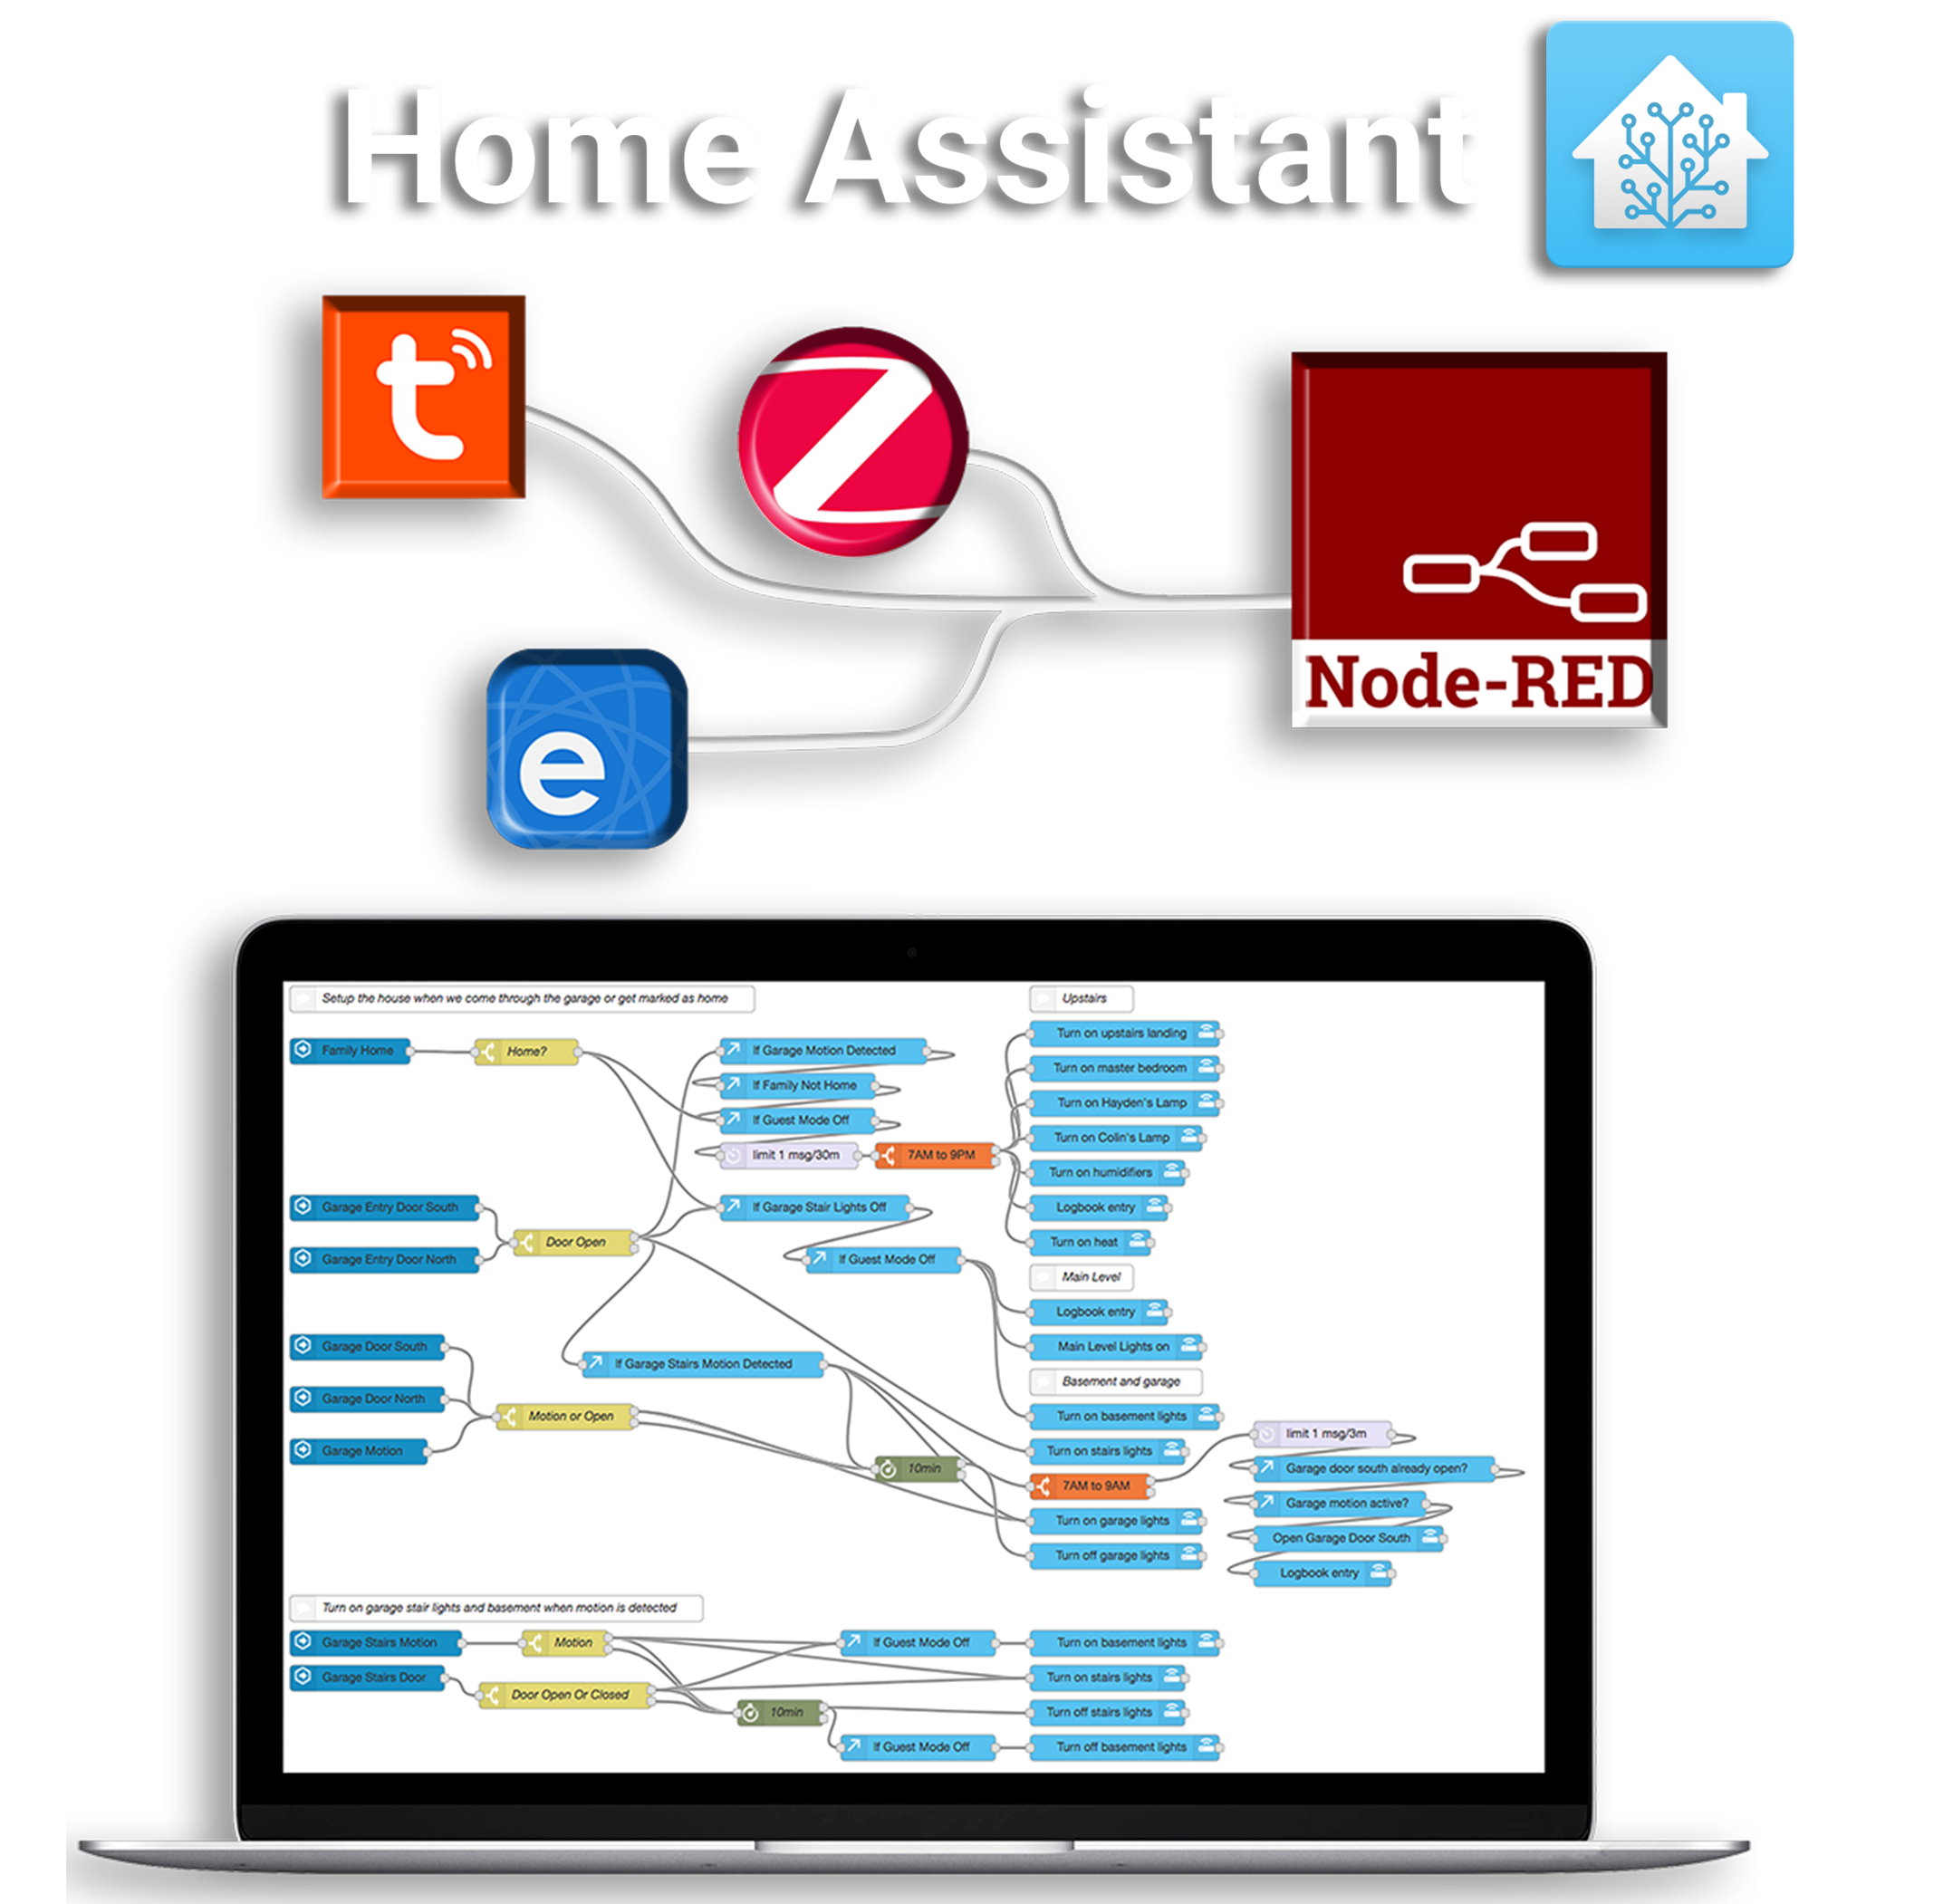 Home Assistant
t
Z
e
Node-RED
Setup the house when we come through the garage or get marked as home
Upstairs
Family Home
Home?
If Garage Motion Detected
Turn on upstairs landing
If Family Not Home
Turn on master bedroom
If Guest Mode Off
Turn on Hayden's Lamp
limit 1 msg/30m
7AM to 9PM
Turn on Colin's Lamp
Turn on humidifiers
Garage Entry Door South
If Garage Stair Lights Off
Logbook entry
Door Open
Turn on heat
Garage Entry Door North
If Guest Mode Off
Main Level
Logbook entry
Garage Door South
If Garage Stairs Motion Detected
Main Level Lights on
Basement and garage
Garage Door North
Motion or Open
Turn on basement lights
limit 1 msg/3m
Garage Motion
Turn on stairs lights
10min
Garage door south already open?
7AM to 9AM
Garage motion active?
Turn on garage lights
Open Garage Door South
Turn off garage lights
Logbook entry
Turn on garage stair lights and basement when motion is detected
Garage Stairs Motion
Motion
If Guest Mode Off
Turn on basement lights
Garage Stairs Door
Door Open Or Closed
Turn on stairs lights
10min
Turn off stairs lights
If Guest Mode Off
Turn off basement lights